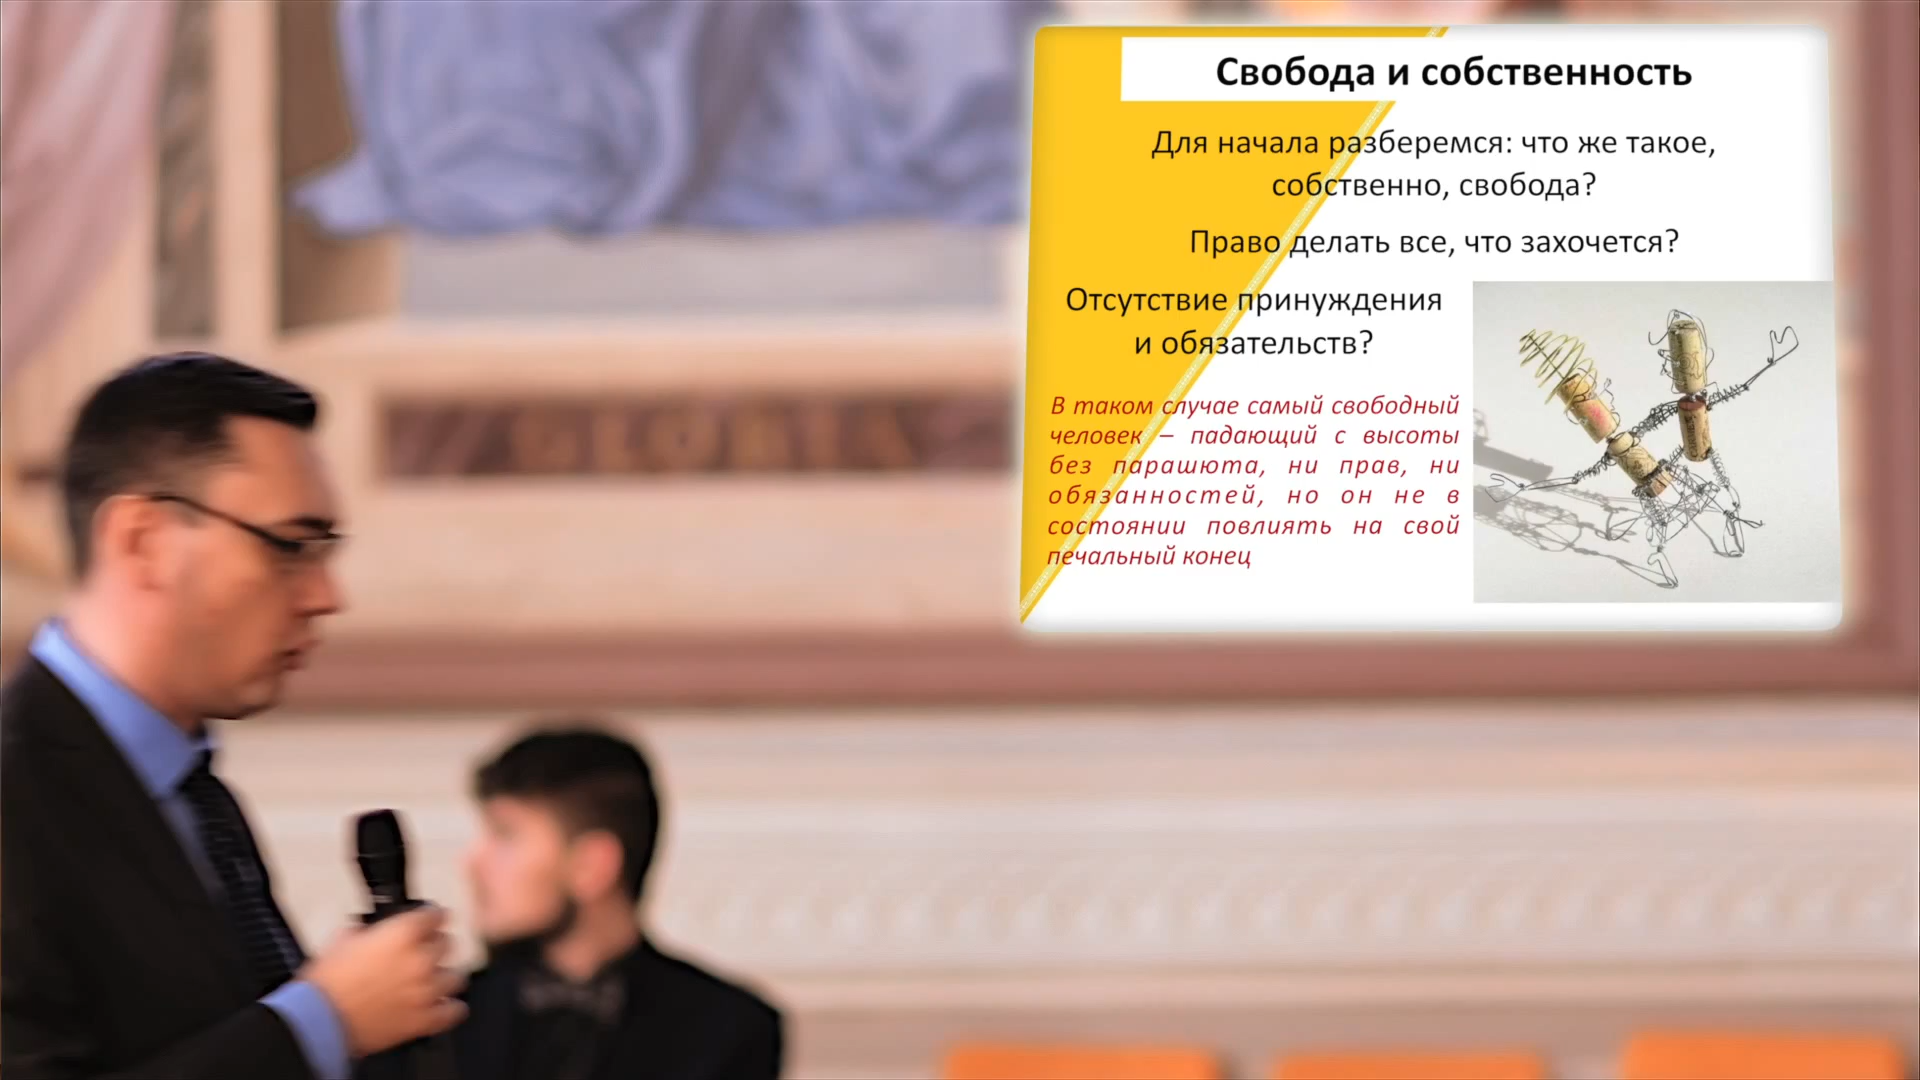 Свобода и собственность
Для начала разберемся: что же такое,
собственно, свобода?
Право делать все, что захочется?
Отсутствие принуждения
и обязательств?
В таком случае самый свободный
человек – падающий с высоты
без парашюта, ни прав, ни
обязанностей, но он не в
состоянии повлиять на свой
печальный конец
GLORIA